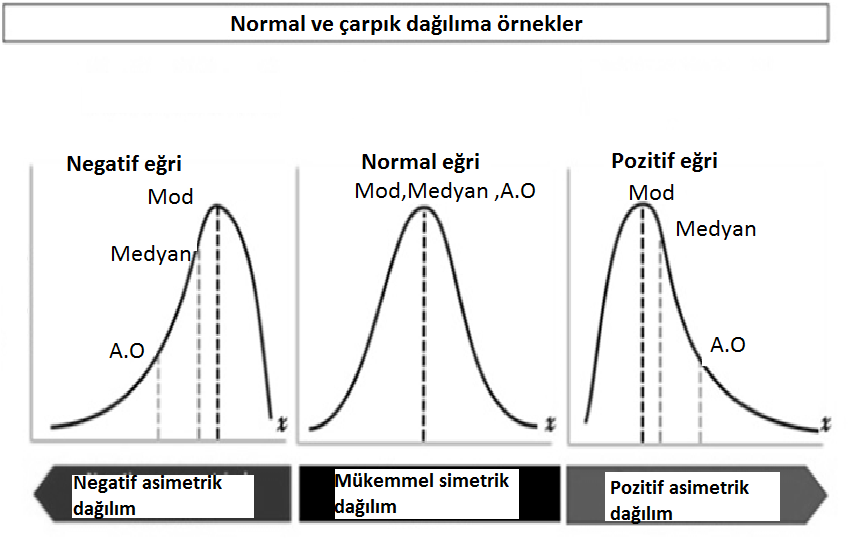 Normal ve çarpık dağılıma örnekler
Negatif eğri
Mod
Medyan
A.O
x
Negatif asimetrik
dağılım
Normal eğri
Mod,Medyan ,A.O
x
Mükemmel simetrik
dağılım
Pozitif eğri
Mod
Medyan
A.O
x
Pozitif asimetrik
dağılım